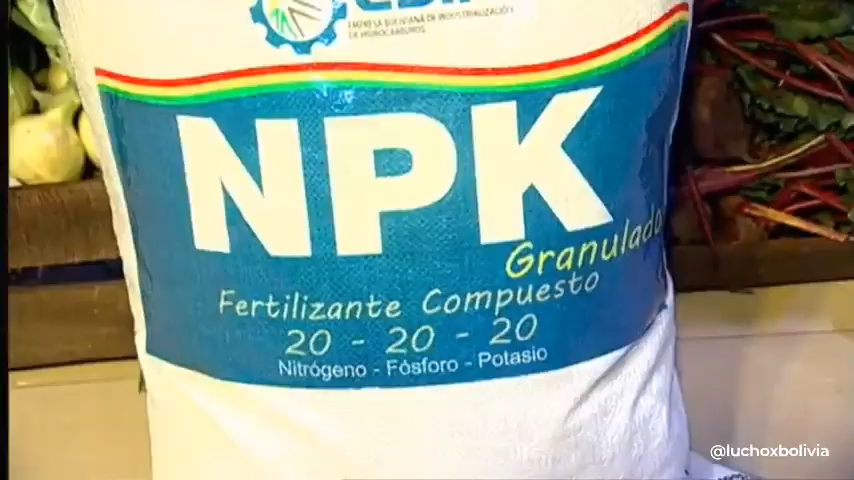 EMPRESA BOLIVIANA DE INDUSTRIALIZACIÓN
DE HIDROCARBUROS
NPK
Granulado
Fertilizante Compuesto
20 - 20 - 20
Nitrógeno - Fósforo - Potasio
@luchoxbolivia